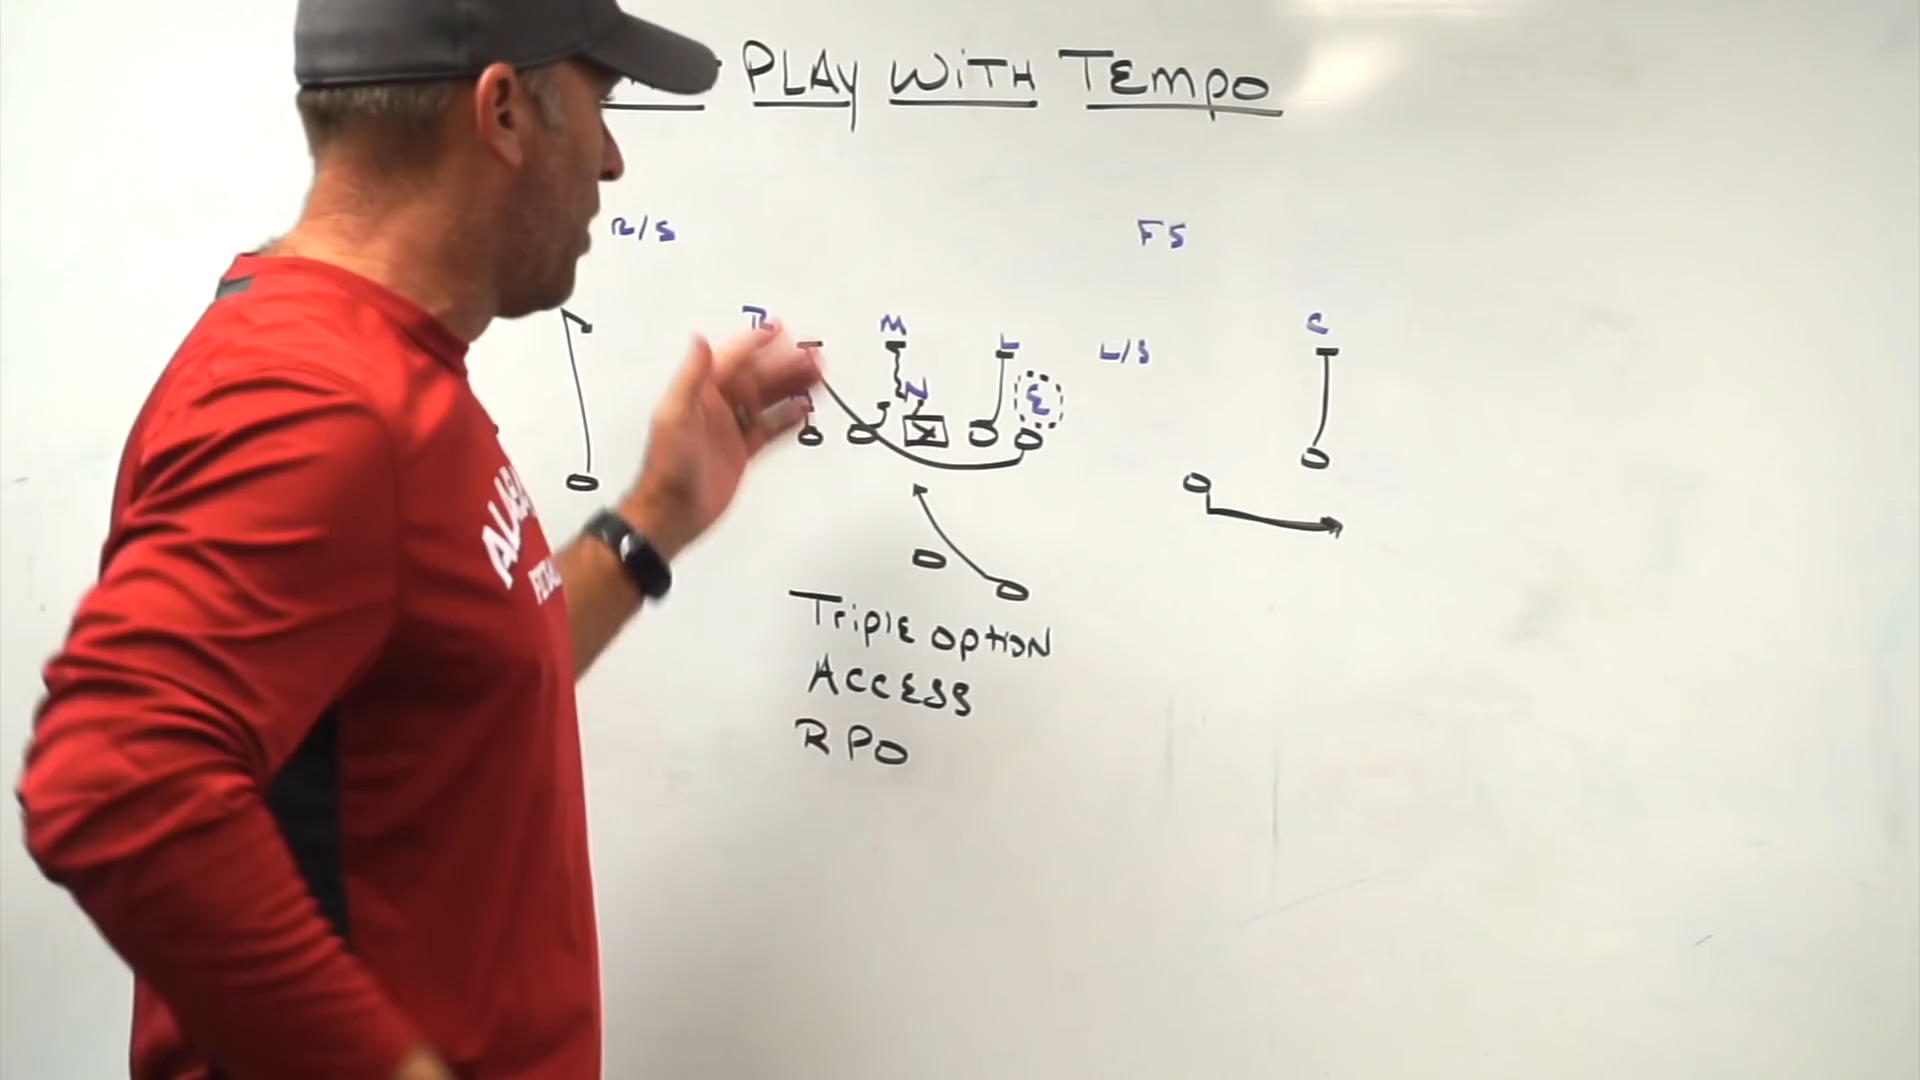 PLAY WiTH TEMPO
R/S FS
R M L C
N E L/S
X
TriplE OptION
ACCESS
RPO